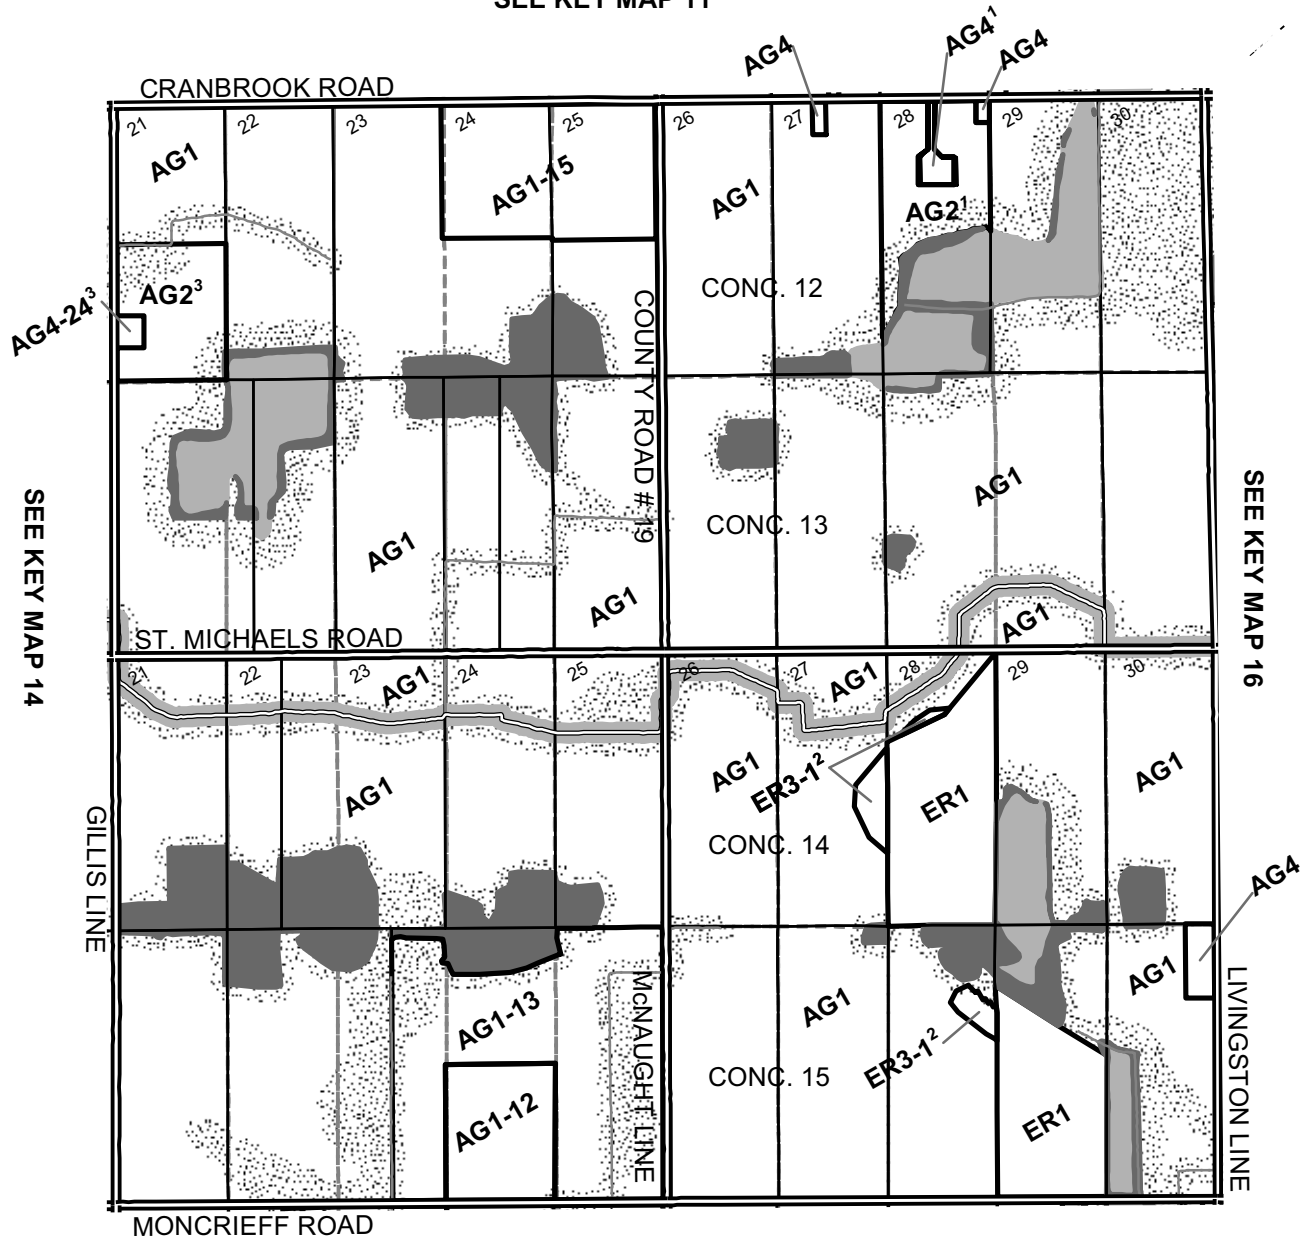 SEE KEY MAP 11
CRANBROOK ROAD
AG4
AG4¹
AG4
21
22
23
24
25
26
27
28
29
30
AG1
AG1-15
AG1
AG2¹
AG2³
AG4-24³
CONC. 12
COUNTY ROAD # 19
SEE KEY MAP 14
SEE KEY MAP 16
CONC. 13
AG1
AG1
AG1
AG1
ST. MICHAELS ROAD
21
22
23
24
25
26
27
28
29
30
AG1
AG1
AG1
AG1
AG1
ER3-1²
ER1
CONC. 14
GILLIS LINE
AG4
AG1
AG1
AG1-13
McNAUGHT LINE
ER3-1²
CONC. 15
AG1-12
ER1
LIVINGSTON LINE
MONCRIEFF ROAD